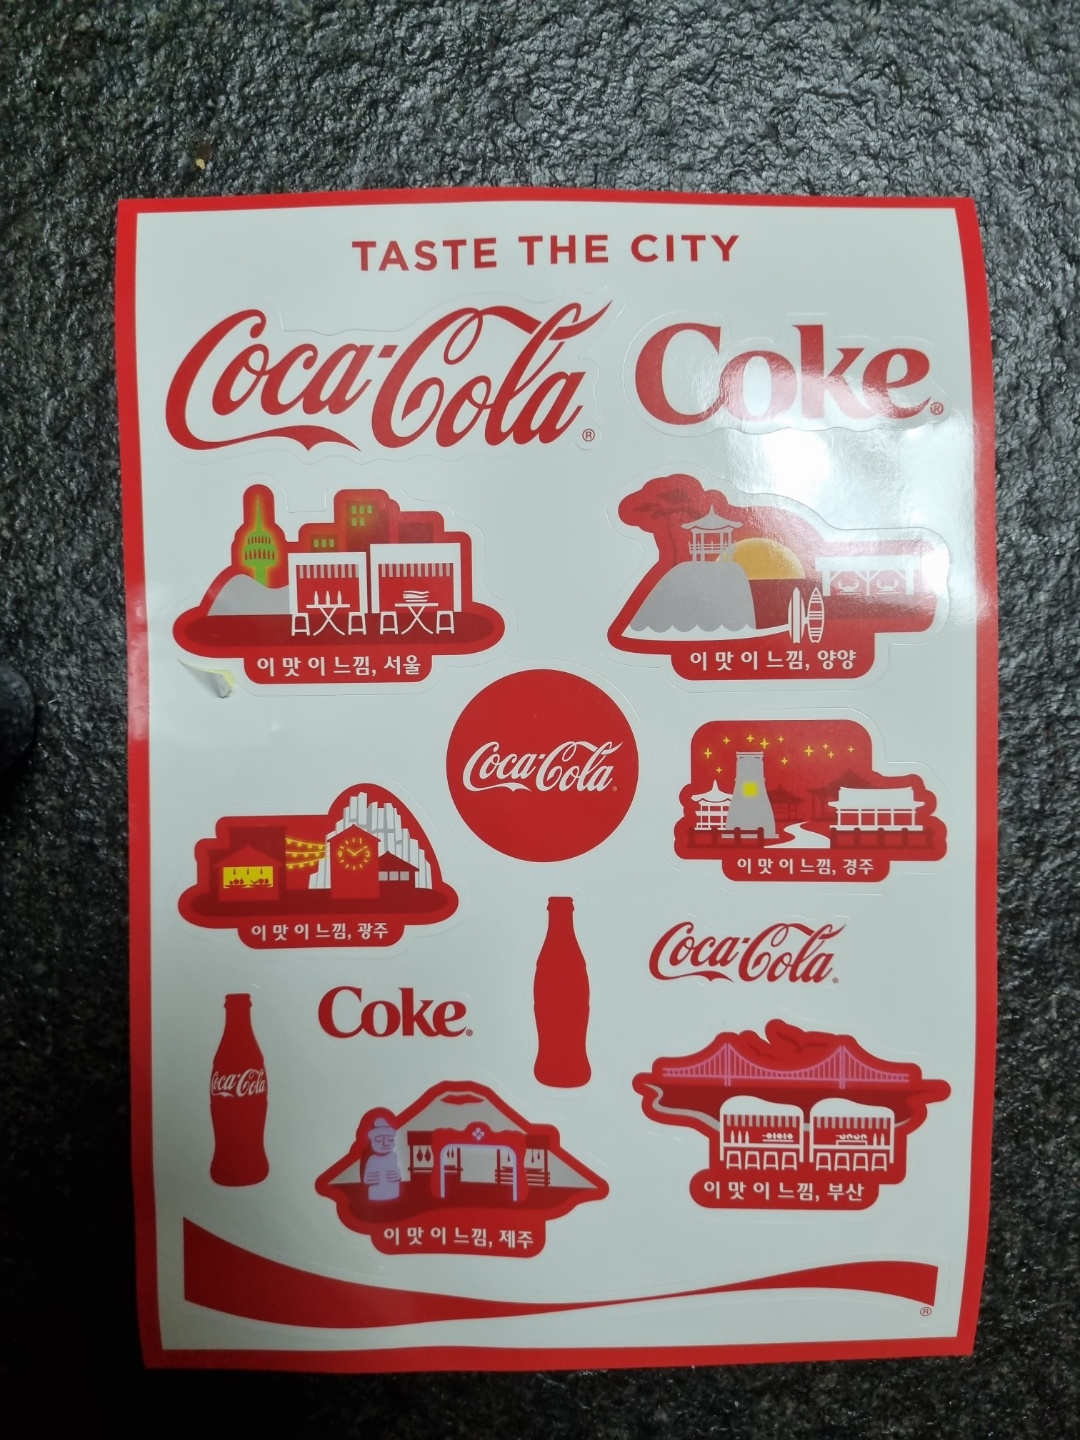 TASTE THE CITY
Coca-Cola®
Coke®
이 맛 이 느낌, 서울
이 맛 이 느낌, 양양
Coca-Cola®
이 맛 이 느낌, 경주
이 맛 이 느낌, 광주
Coca-Cola®
Coke®
Coca-Cola
이 맛 이 느낌, 부산
이 맛 이 느낌, 제주
®